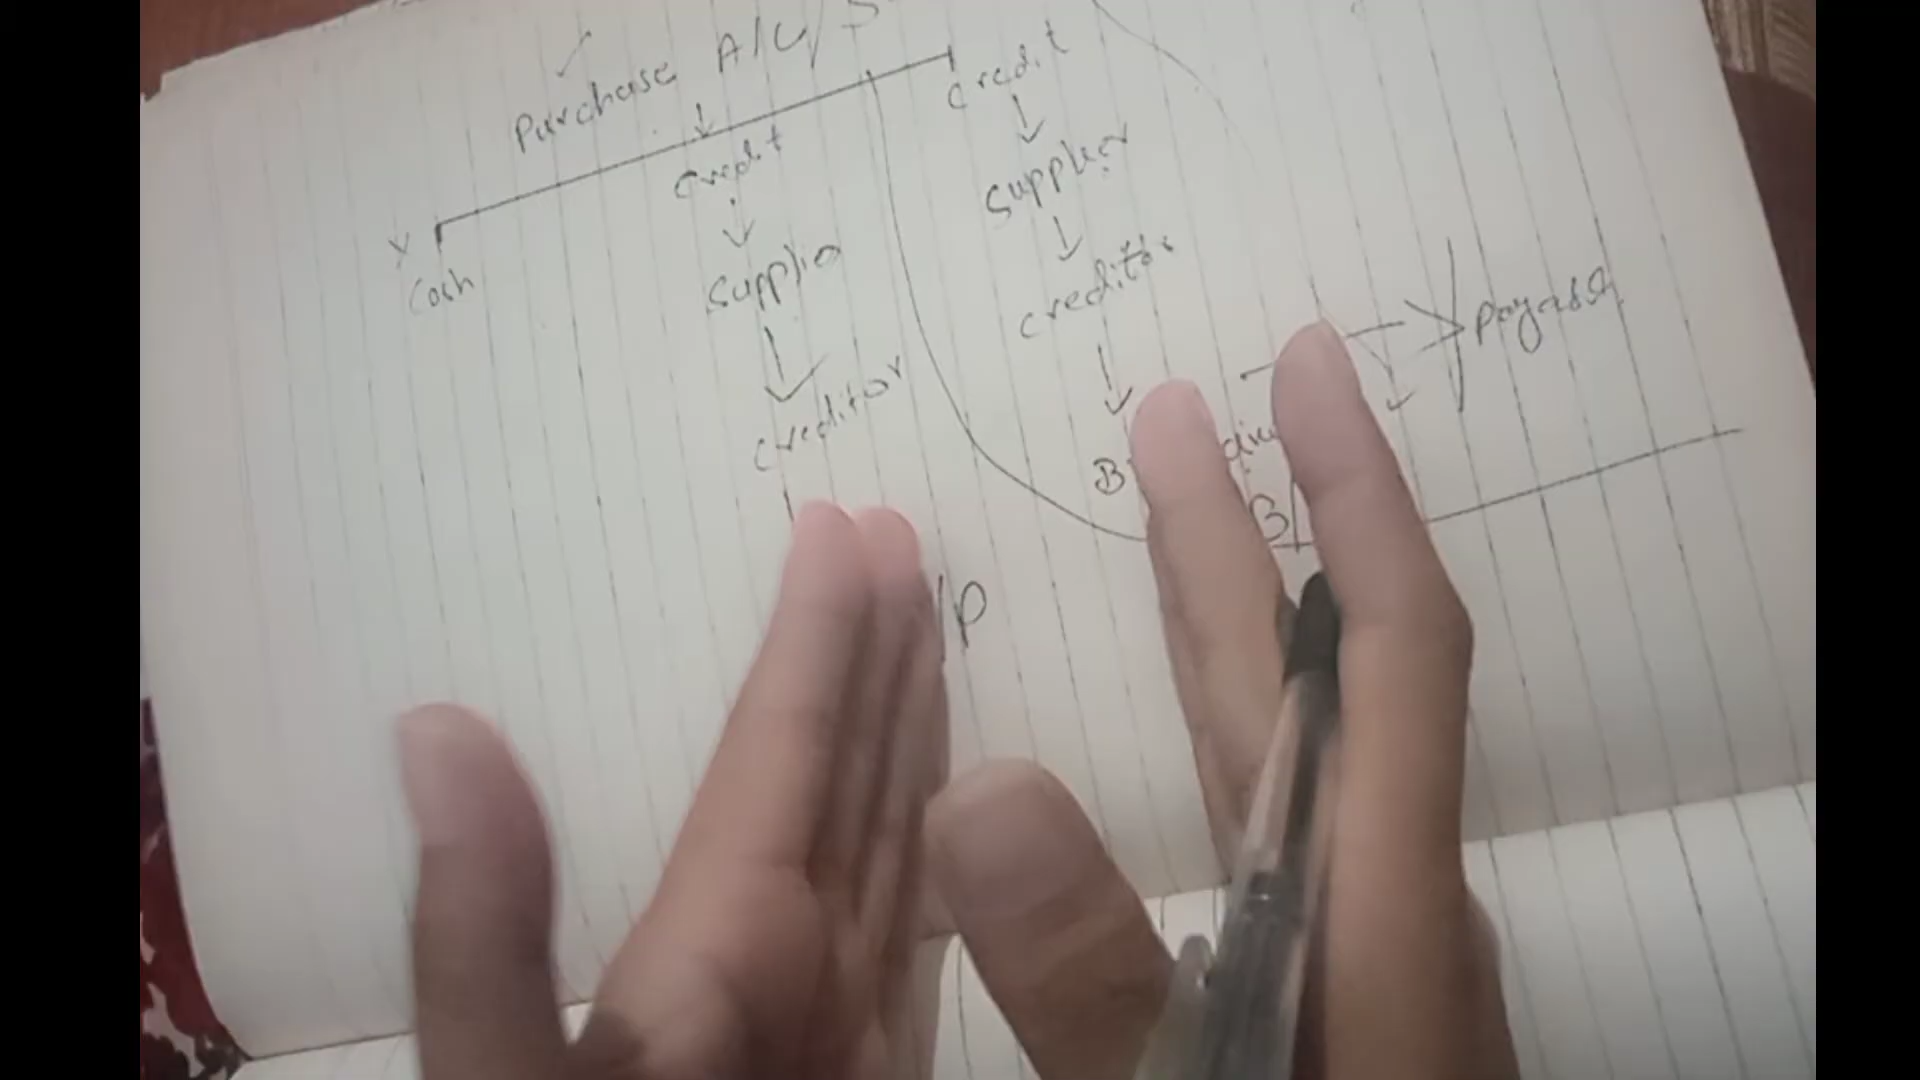 Purchase A/C/
Cash
Credit
Supplier
Creditor
/P
Credit
Supplier
Creditor
B
B/
Payable